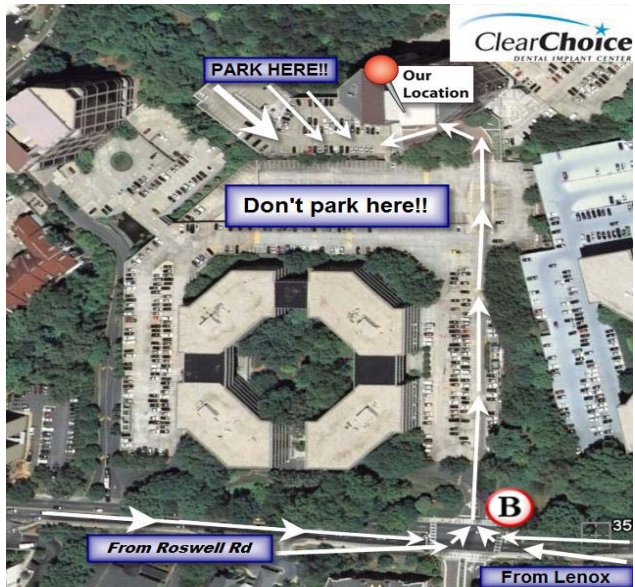 ClearChoice
DENTAL IMPLANT CENTER
PARK HERE!!
Our
Location
Don't park here!!
B
35
From Roswell Rd
From Lenox